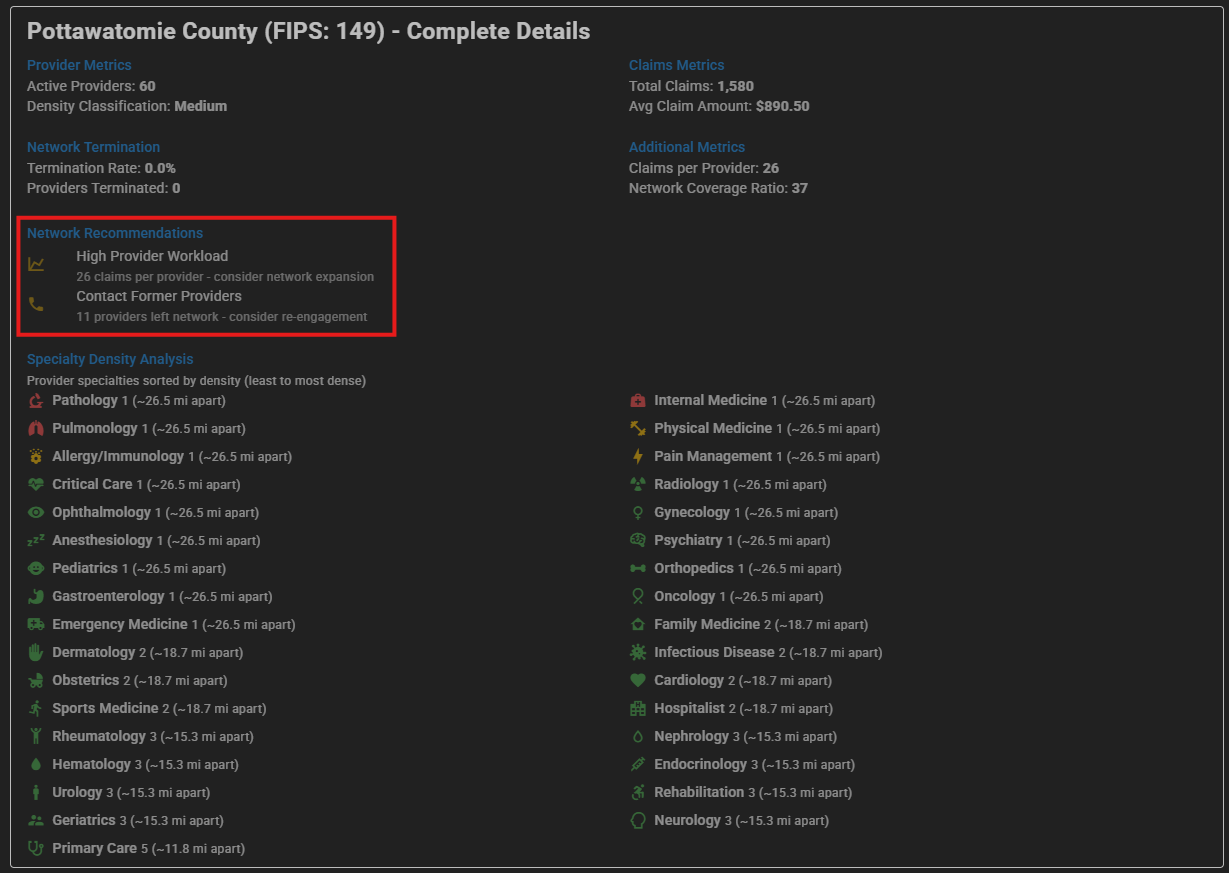 Pottawatomie County (FIPS: 149) - Complete Details
Provider Metrics
Active Providers: 60
Density Classification: Medium
Claims Metrics
Total Claims: 1,580
Avg Claim Amount: $890.50
Network Termination
Termination Rate: 0.0%
Providers Terminated: 0
Additional Metrics
Claims per Provider: 26
Network Coverage Ratio: 37
Network Recommendations
High Provider Workload
26 claims per provider - consider network expansion
Contact Former Providers
11 providers left network - consider re-engagement
Specialty Density Analysis
Provider specialties sorted by density (least to most dense)
Pathology 1 (~26.5 mi apart)
Internal Medicine 1 (~26.5 mi apart)
Pulmonology 1 (~26.5 mi apart)
Physical Medicine 1 (~26.5 mi apart)
Allergy/Immunology 1 (~26.5 mi apart)
Pain Management 1 (~26.5 mi apart)
Critical Care 1 (~26.5 mi apart)
Radiology 1 (~26.5 mi apart)
Ophthalmology 1 (~26.5 mi apart)
Gynecology 1 (~26.5 mi apart)
Anesthesiology 1 (~26.5 mi apart)
Psychiatry 1 (~26.5 mi apart)
Pediatrics 1 (~26.5 mi apart)
Orthopedics 1 (~26.5 mi apart)
Gastroenterology 1 (~26.5 mi apart)
Oncology 1 (~26.5 mi apart)
Emergency Medicine 1 (~26.5 mi apart)
Family Medicine 2 (~18.7 mi apart)
Dermatology 2 (~18.7 mi apart)
Infectious Disease 2 (~18.7 mi apart)
Obstetrics 2 (~18.7 mi apart)
Cardiology 2 (~18.7 mi apart)
Sports Medicine 2 (~18.7 mi apart)
Hospitalist 2 (~18.7 mi apart)
Rheumatology 3 (~15.3 mi apart)
Nephrology 3 (~15.3 mi apart)
Hematology 3 (~15.3 mi apart)
Endocrinology 3 (~15.3 mi apart)
Urology 3 (~15.3 mi apart)
Rehabilitation 3 (~15.3 mi apart)
Geriatrics 3 (~15.3 mi apart)
Neurology 3 (~15.3 mi apart)
Primary Care 5 (~11.8 mi apart)